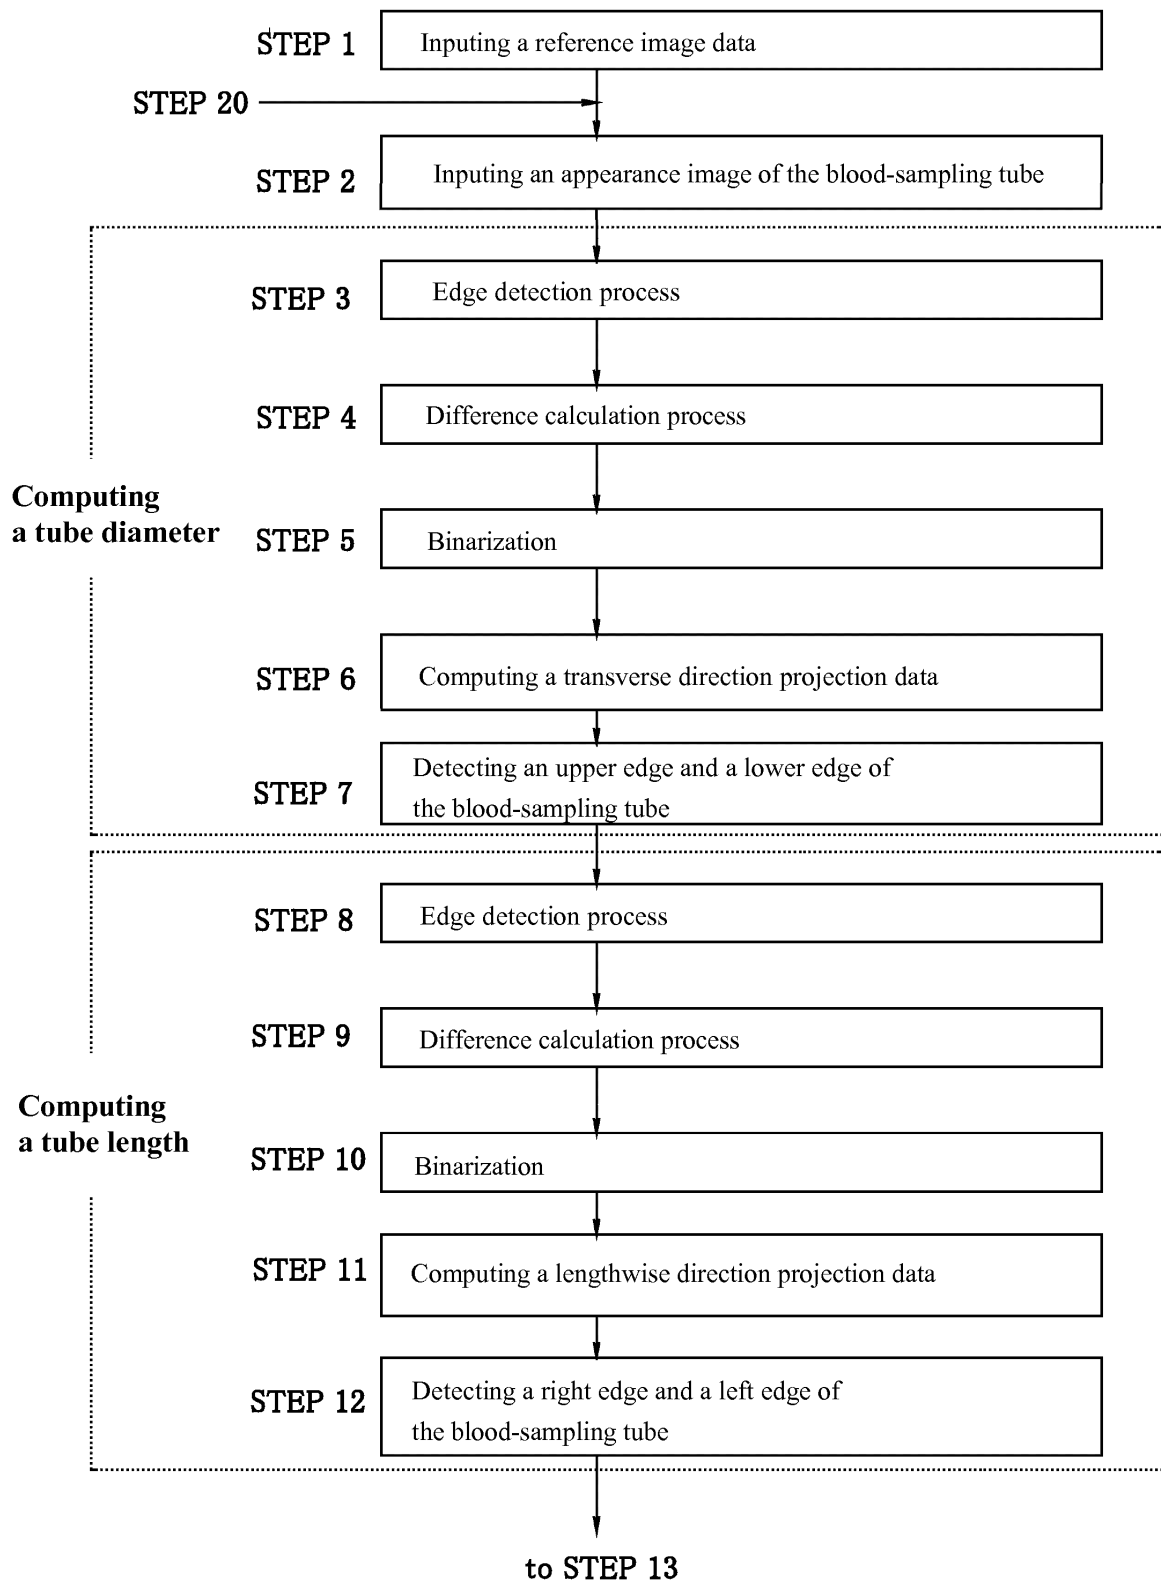 STEP 1
Inputing a reference image data
STEP 20
STEP 2
Inputing an appearance image of the blood-sampling tube
STEP 3
Edge detection process
STEP 4
Difference calculation process
Computing
a tube diameter
STEP 5
Binarization
STEP 6
Computing a transverse direction projection data
STEP 7
Detecting an upper edge and a lower edge of
the blood-sampling tube
STEP 8
Edge detection process
STEP 9
Difference calculation process
Computing
a tube length
STEP 10
Binarization
STEP 11
Computing a lengthwise direction projection data
STEP 12
Detecting a right edge and a left edge of
the blood-sampling tube
to STEP 13